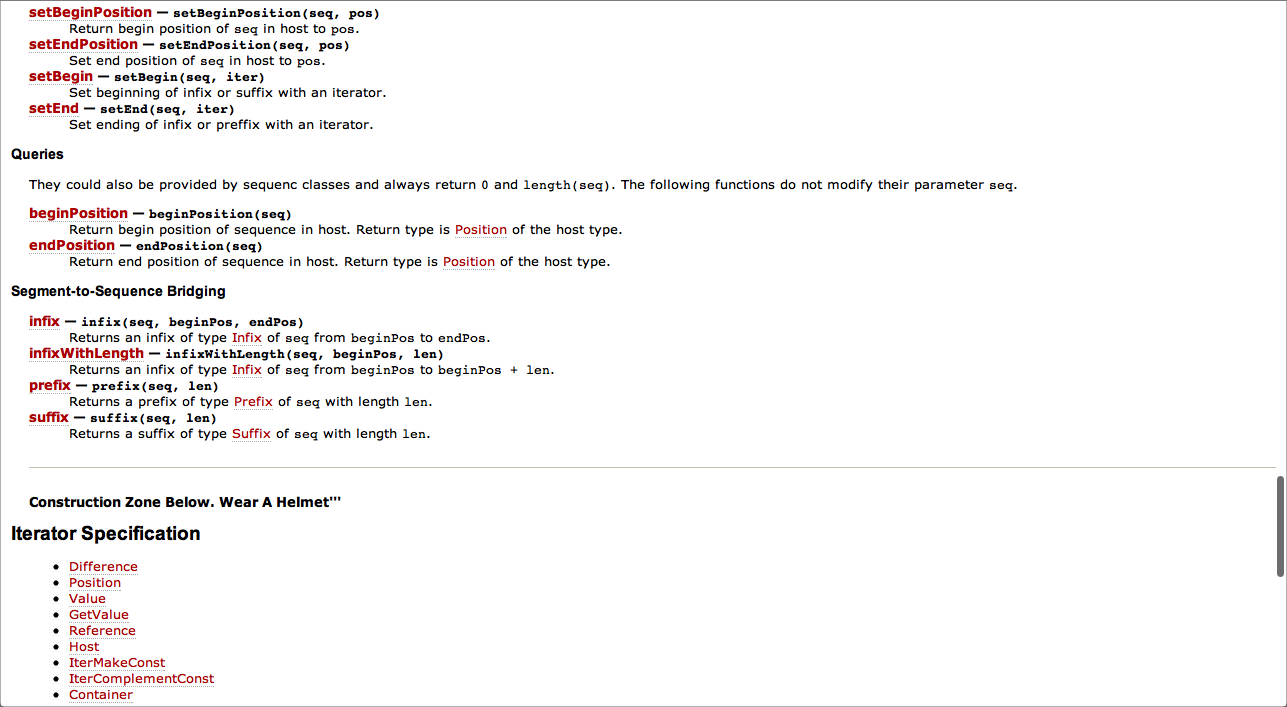 setBeginPosition — setBeginPosition(seq, pos)
Return begin position of seq in host to pos.
setEndPosition — setEndPosition(seq, pos)
Set end position of seq in host to pos.
setBegin — setBegin(seq, iter)
Set beginning of infix or suffix with an iterator.
setEnd — setEnd(seq, iter)
Set ending of infix or preffix with an iterator.
Queries
They could also be provided by sequenc classes and always return 0 and length(seq). The following functions do not modify their parameter seq.
beginPosition — beginPosition(seq)
Return begin position of sequence in host. Return type is Position of the host type.
endPosition — endPosition(seq)
Return end position of sequence in host. Return type is Position of the host type.
Segment-to-Sequence Bridging
infix — infix(seq, beginPos, endPos)
Returns an infix of type Infix of seq from beginPos to endPos.
infixWithLength — infixWithLength(seq, beginPos, len)
Returns an infix of type Infix of seq from beginPos to beginPos + len.
prefix — prefix(seq, len)
Returns a prefix of type Prefix of seq with length len.
suffix — suffix(seq, len)
Returns a suffix of type Suffix of seq with length len.
Construction Zone Below. Wear A Helmet'''
Iterator Specification
• Difference
• Position
• Value
• GetValue
• Reference
• Host
• IterMakeConst
• IterComplementConst
• Container